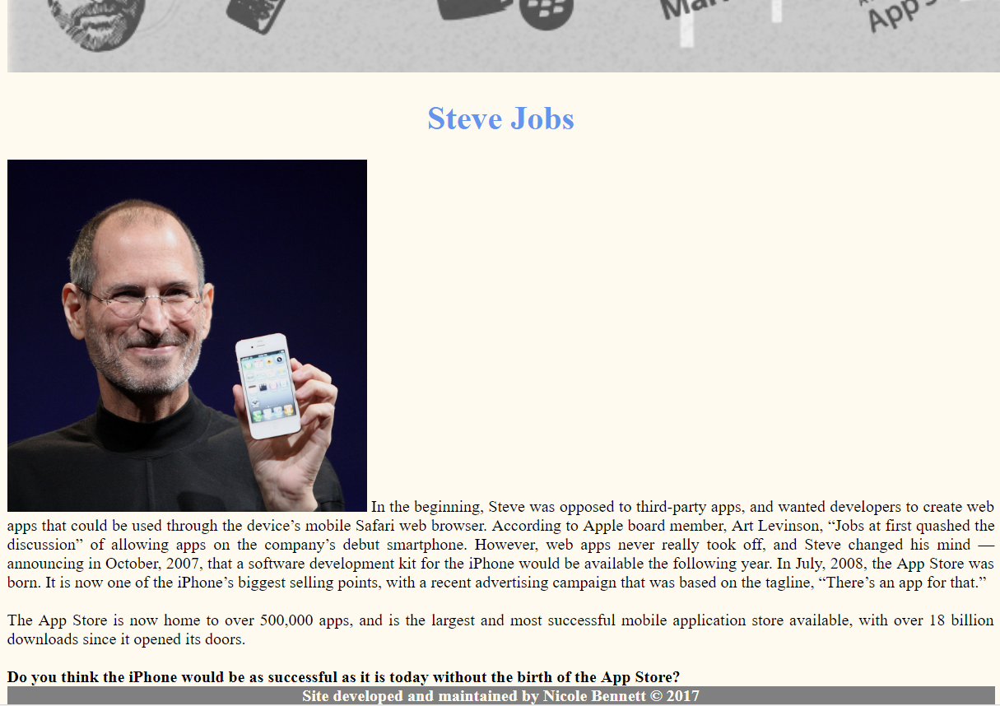 App
Steve Jobs
In the beginning, Steve was opposed to third-party apps, and wanted developers to create web
apps that could be used through the device’s mobile Safari web browser. According to Apple board member, Art Levinson, “Jobs at first quashed the
discussion” of allowing apps on the company’s debut smartphone. However, web apps never really took off, and Steve changed his mind —
announcing in October, 2007, that a software development kit for the iPhone would be available the following year. In July, 2008, the App Store was
born. It is now one of the iPhone’s biggest selling points, with a recent advertising campaign that was based on the tagline, “There’s an app for that.”
The App Store is now home to over 500,000 apps, and is the largest and most successful mobile application store available, with over 18 billion
downloads since it opened its doors.
Do you think the iPhone would be as successful as it is today without the birth of the App Store?
Site developed and maintained by Nicole Bennett © 2017